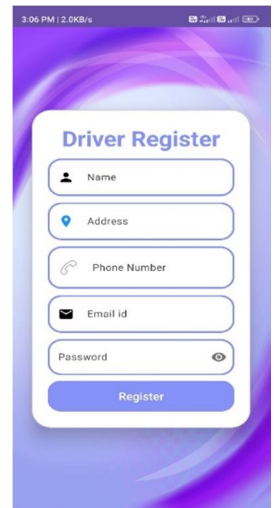 3:06 PM | 2.0KB/s
Driver Register
Name
Address
Phone Number
Email id
Password
Register